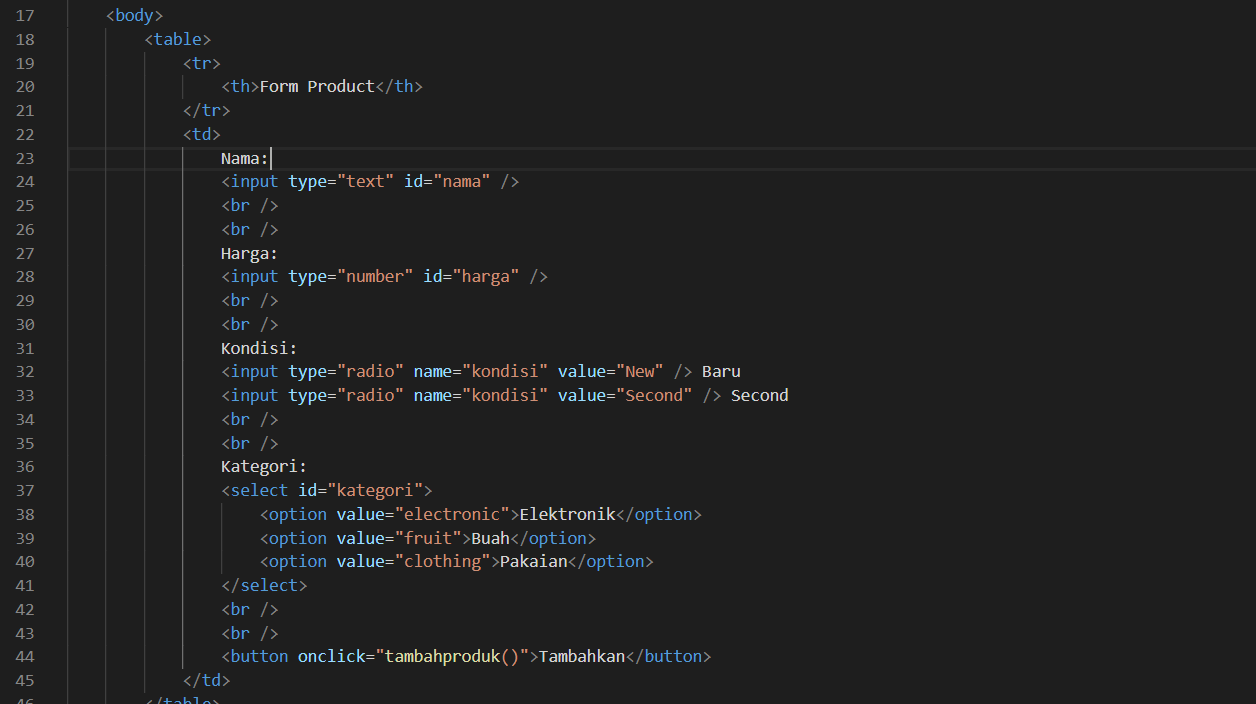 17 <body>
18 <table>
19 <tr>
20 <th>Form Product</th>
21 </tr>
22 <td>
23 Nama:
24 <input type="text" id="nama" />
25 <br />
26 <br />
27 Harga:
28 <input type="number" id="harga" />
29 <br />
30 <br />
31 Kondisi:
32 <input type="radio" name="kondisi" value="New" /> Baru
33 <input type="radio" name="kondisi" value="Second" /> Second
34 <br />
35 <br />
36 Kategori:
37 <select id="kategori">
38 <option value="electronic">Elektronik</option>
39 <option value="fruit">Buah</option>
40 <option value="clothing">Pakaian</option>
41 </select>
42 <br />
43 <br />
44 <button onclick="tambahproduk()">Tambahkan</button>
45 </td>
46 </table>